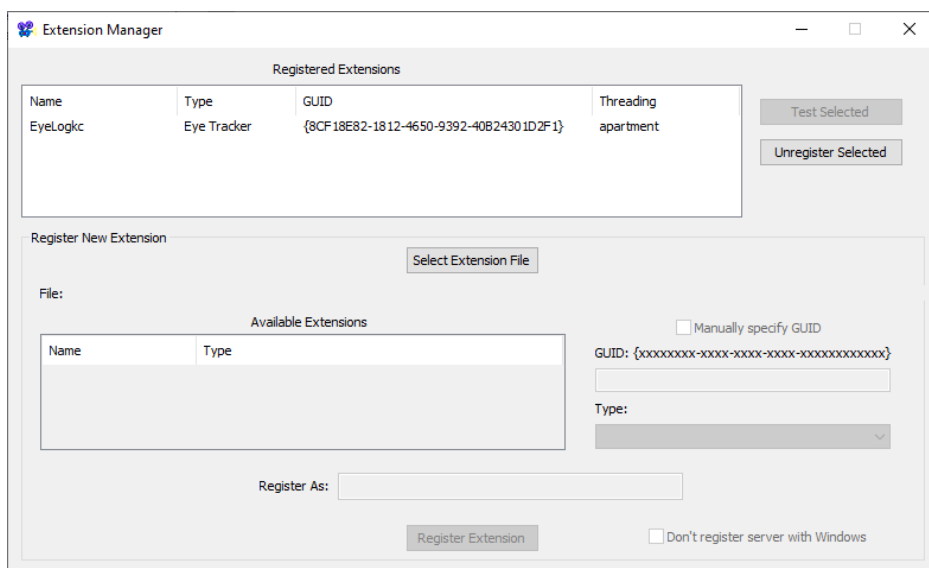 Extension Manager
Registered Extensions
Name Type GUID Threading
EyeLogkc Eye Tracker {8CF18E82-1812-4650-9392-40B24301D2F1} apartment
Test Selected
Unregister Selected
Register New Extension
Select Extension File
File:
Available Extensions
Name Type
Manually specify GUID
GUID: {xxxxxxxx-xxxx-xxxx-xxxx-xxxxxxxxxxxx}
Type:
Register As:
Register Extension
Don't register server with Windows